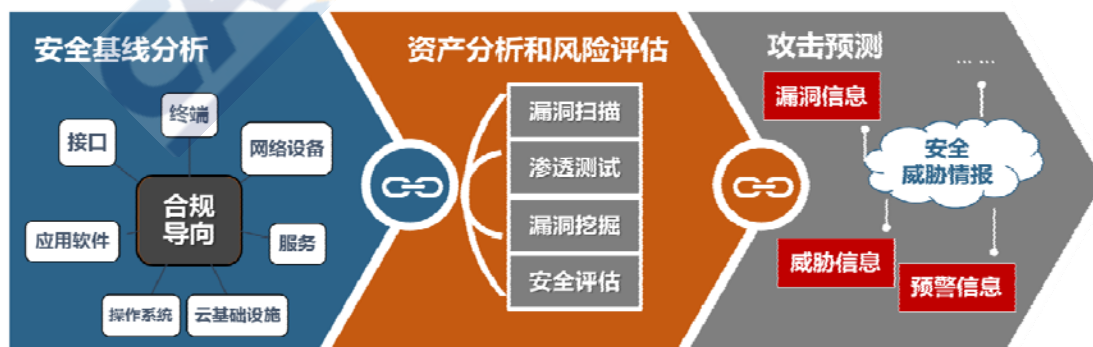 安全基线分析
终端
接口
网络设备
合规
导向
应用软件
服务
操作系统
云基础设施
资产分析和风险评估
漏洞扫描
渗透测试
漏洞挖掘
安全评估
攻击预测
... ...
漏洞信息
安全
威胁情报
威胁信息
预警信息